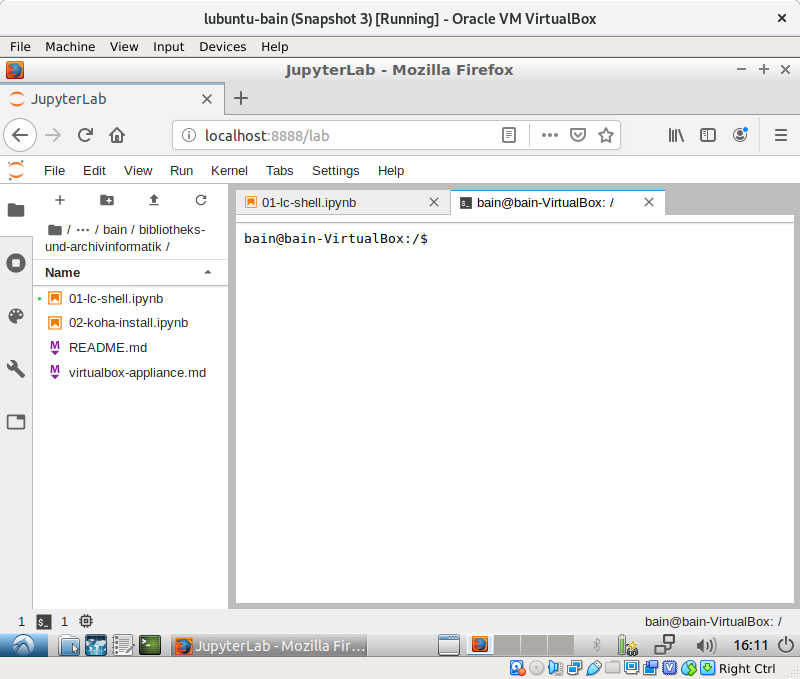 lubuntu-bain (Snapshot 3) [Running] - Oracle VM VirtualBox
File Machine View Input Devices Help
JupyterLab - Mozilla Firefox
JupyterLab
localhost:8888/lab
File Edit View Run Kernel Tabs Settings Help
01-lc-shell.ipynb
bain@bain-VirtualBox: /
/ ··· / bain / bibliotheks-
und-archivinformatik /
Name
01-lc-shell.ipynb
02-koha-install.ipynb
README.md
virtualbox-appliance.md
bain@bain-VirtualBox:/$
1 $_ 1
bain@bain-VirtualBox: /
JupyterLab - Mozilla Fir...
16:11
Right Ctrl